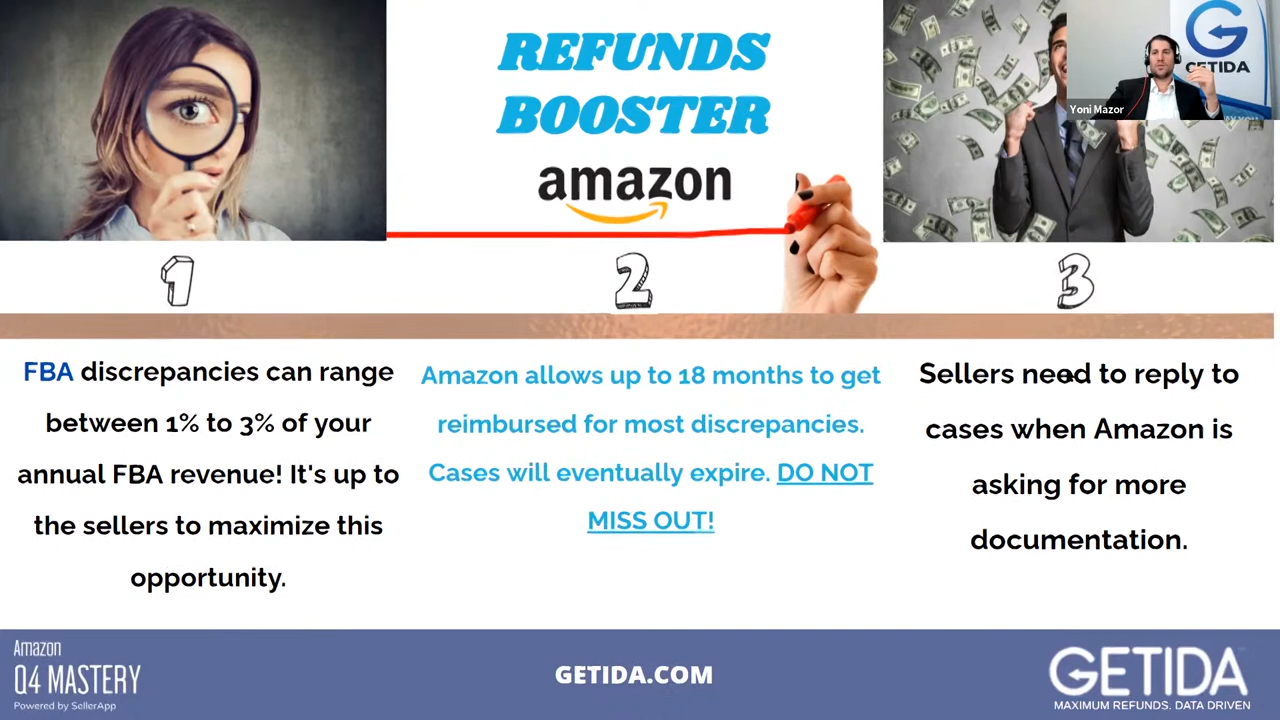 REFUNDS
BOOSTER
amazon
GETIDA
Yoni Mazor
1
2
3
FBA discrepancies can range
between 1% to 3% of your
annual FBA revenue! It's up to
the sellers to maximize this
opportunity.
Amazon allows up to 18 months to get
reimbursed for most discrepancies.
Cases will eventually expire. DO NOT
MISS OUT!
Sellers need to reply to
cases when Amazon is
asking for more
documentation.
Amazon
Q4 MASTERY
Powered by SellerApp
GETIDA.COM
GETIDA
MAXIMUM REFUNDS. DATA DRIVEN